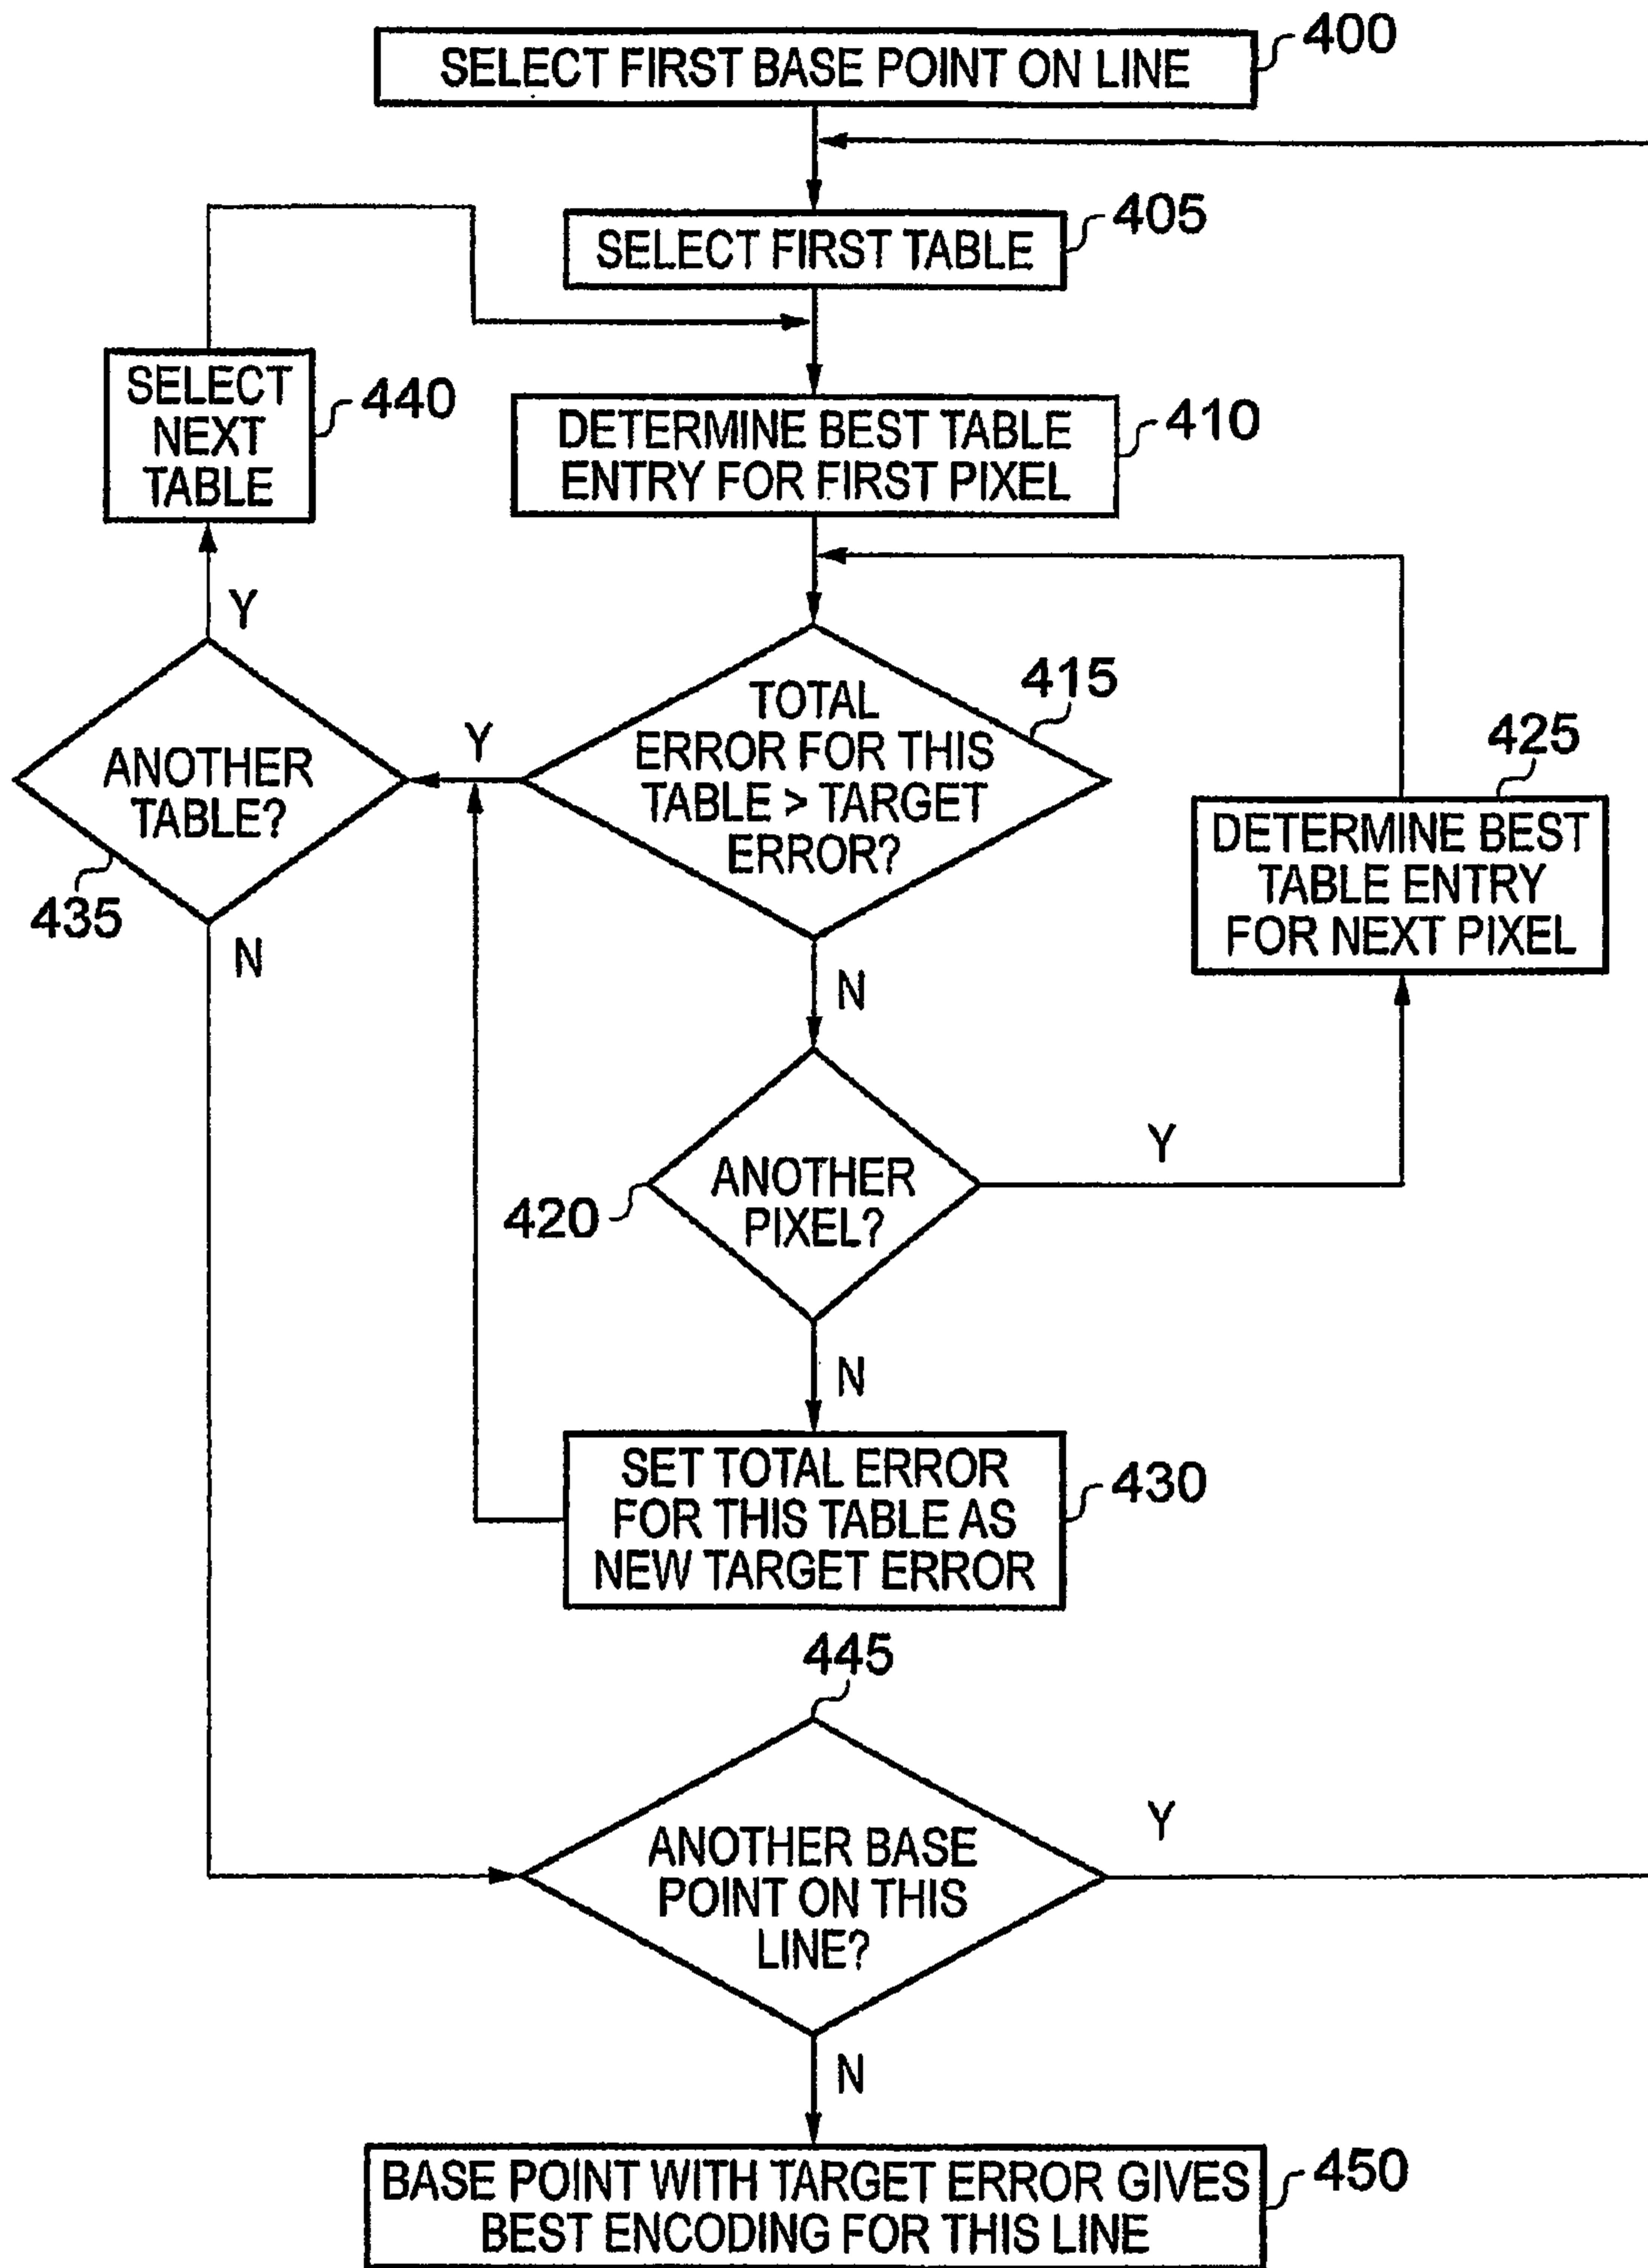 SELECT FIRST BASE POINT ON LINE
400
SELECT FIRST TABLE
405
SELECT
NEXT
TABLE
440
DETERMINE BEST TABLE
ENTRY FOR FIRST PIXEL
410
Y
TOTAL
ERROR FOR THIS
TABLE > TARGET
ERROR?
415
Y
ANOTHER
TABLE?
435
N
DETERMINE BEST
TABLE ENTRY
FOR NEXT PIXEL
425
N
ANOTHER
PIXEL?
420
Y
N
SET TOTAL ERROR
FOR THIS TABLE AS
NEW TARGET ERROR
430
445
ANOTHER BASE
POINT ON THIS
LINE?
Y
N
BASE POINT WITH TARGET ERROR GIVES
BEST ENCODING FOR THIS LINE
450